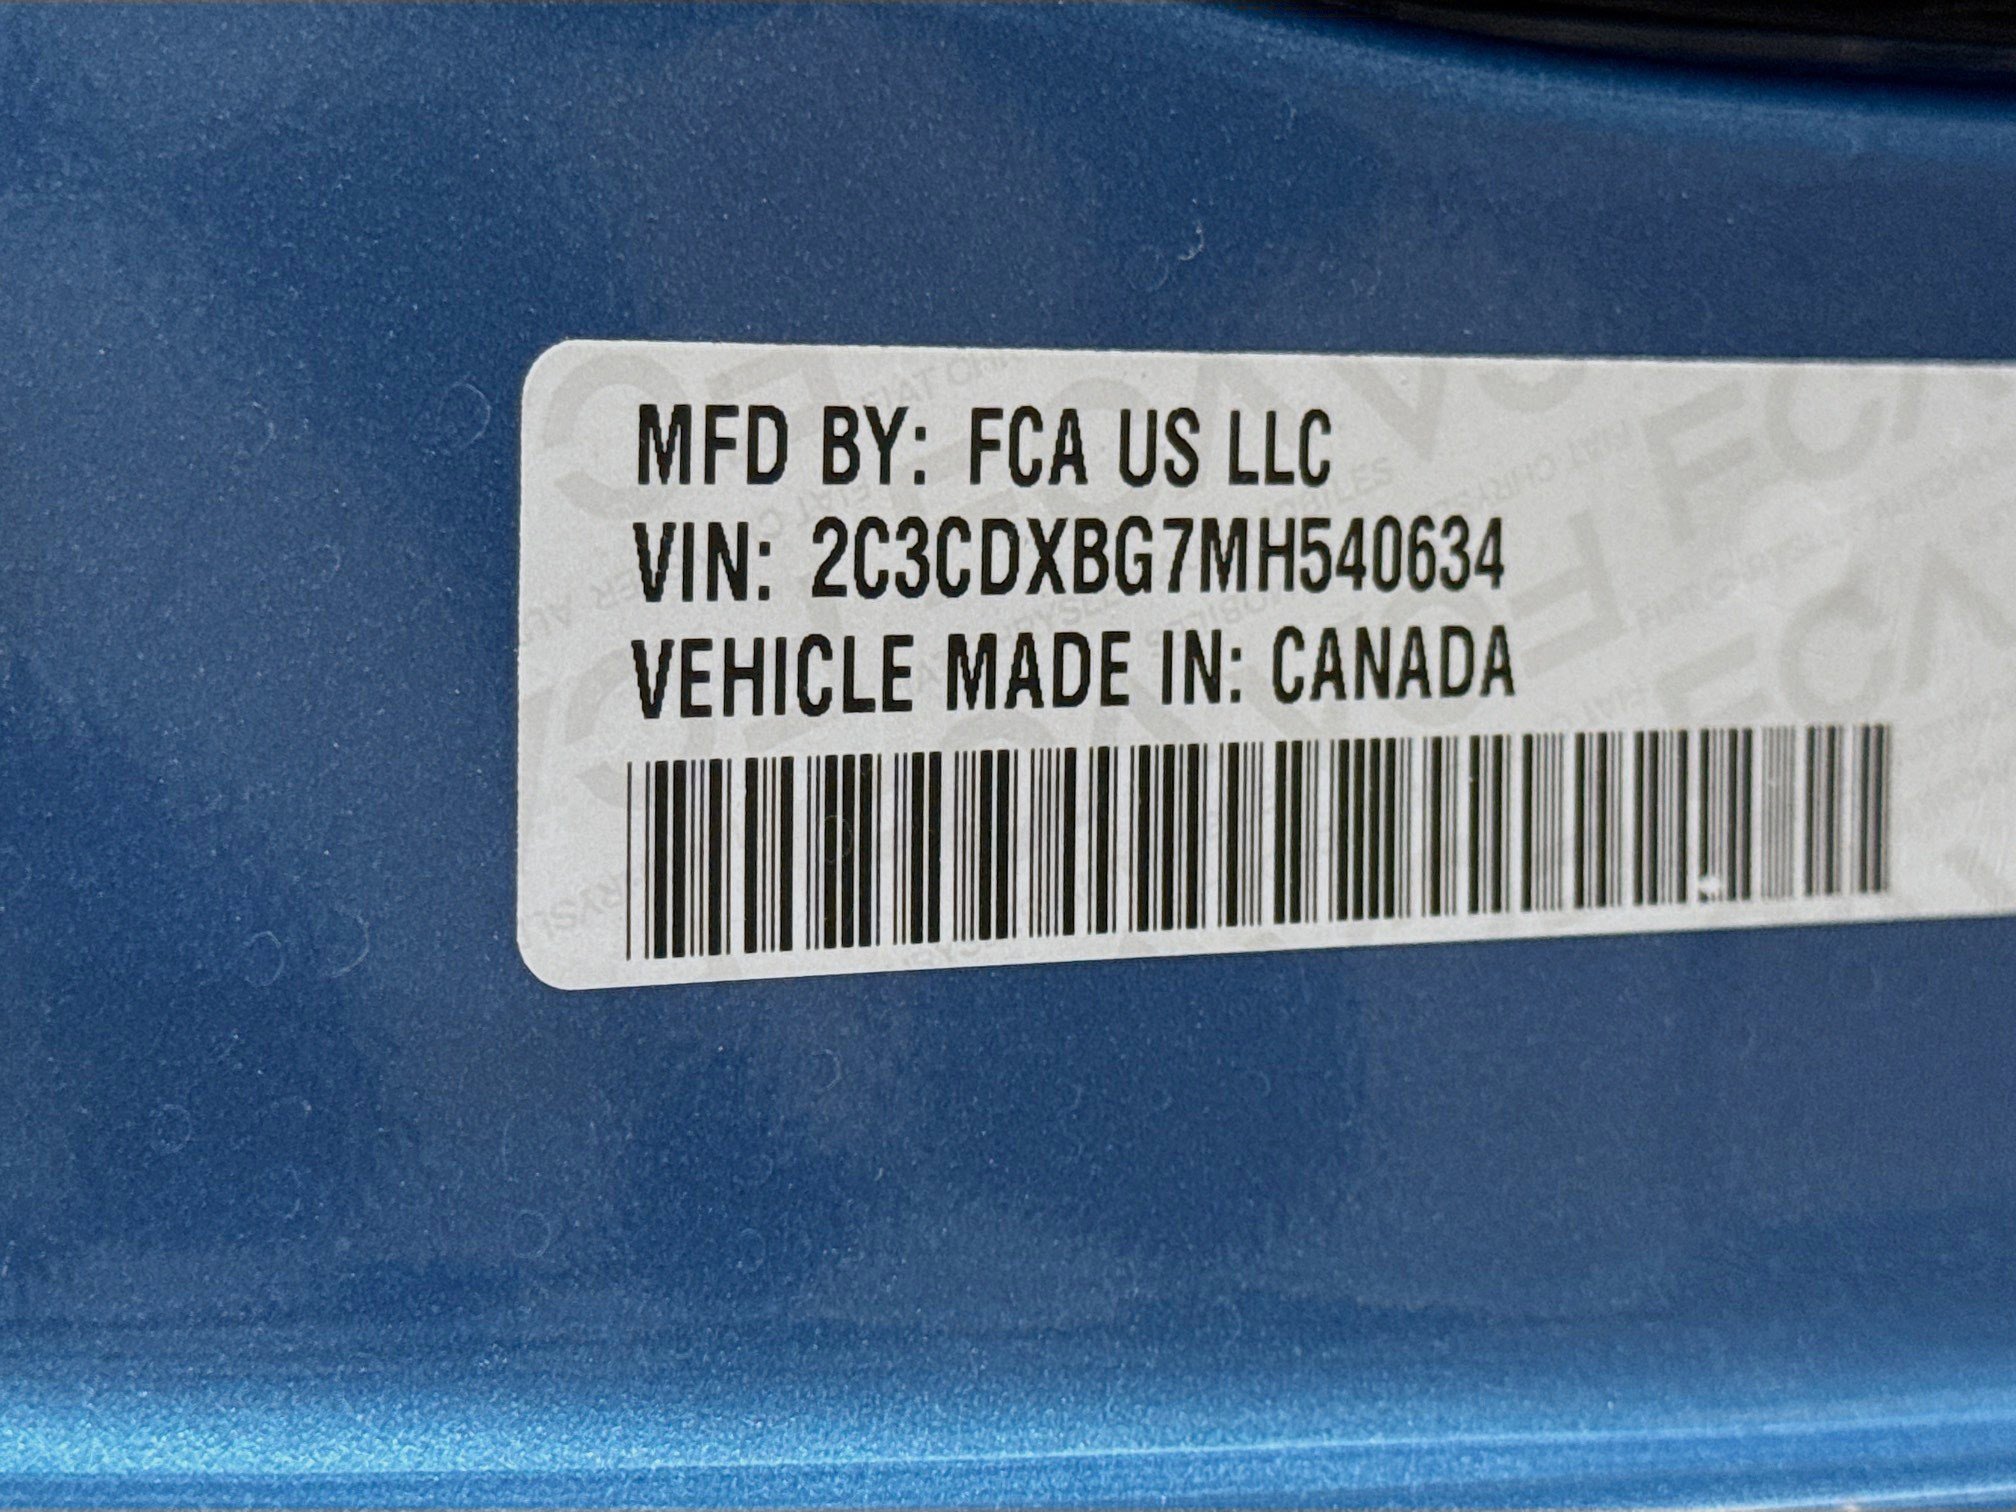 MFD BY: FCA US LLC
VIN: 2C3CDXBG7MH540634
VEHICLE MADE IN: CANADA